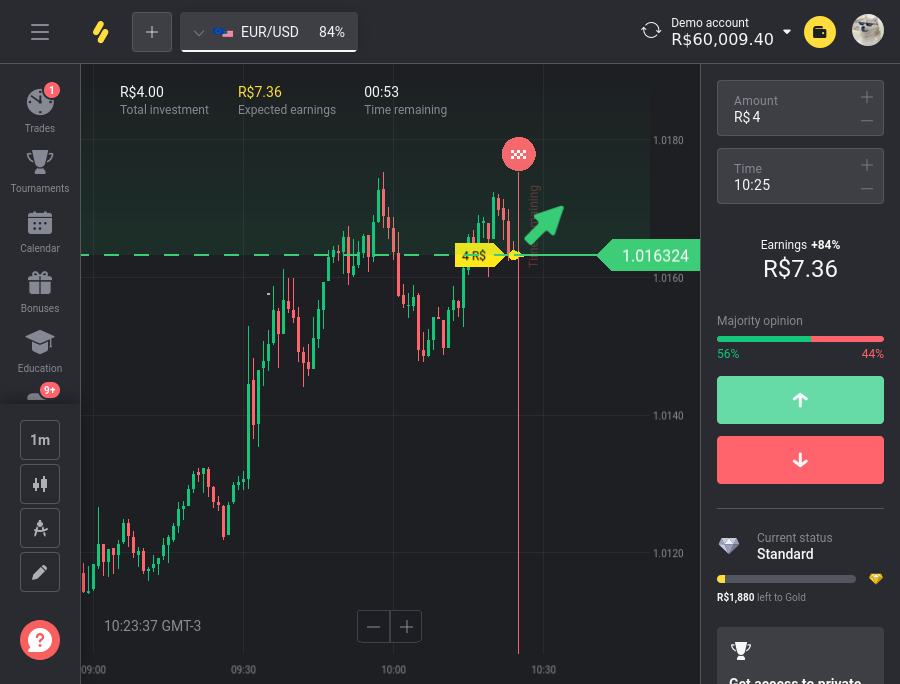 EUR/USD 84%
Demo account
R$60,009.40
R$4.00 R$7.36 00:53
Total investment Expected earnings Time remaining
1
Trades
Tournaments
Calendar
Bonuses
Education
9+
1m
1.0180
Time remaining
4 R$
1.016324
1.0160
1.0140
1.0120
10:23:37 GMT-3
09:00 09:30 10:00 10:30
Amount
R$ 4
Time
10:25
Earnings +84%
R$7.36
Majority opinion
56% 44%
Current status
Standard
R$1,880 left to Gold
Get access to private